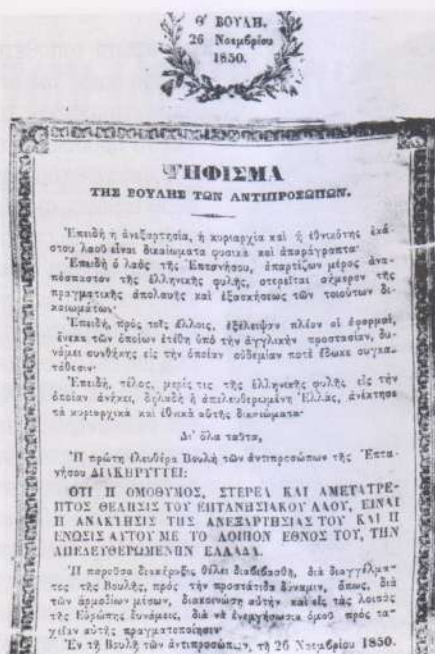 Θ′ ΒΟΥΛΗ.
26 Νοεμβρίου
1850.
ΨΗΦΙΣΜΑ
ΤΗΣ ΒΟΥΛΗΣ ΤΩΝ ΑΝΤΙΠΡΟΣΩΠΩΝ.
Ἐπειδὴ ἡ ἀνεξαρτησία, ἡ κυριαρχία καὶ ἡ ἐθνικότης ἑκά-
στου λαοῦ εἶναι δικαιώματα φυσικὰ καὶ ἀπαράγραπτα·
Ἐπειδὴ ὁ λαὸς τῆς Ἑπτανήσου, ἀπαρτίζων μέρος ἀνα-
πόσπαστον τῆς ἑλληνικῆς φυλῆς, στερεῖται σήμερον τῆς
πραγματικῆς ἀπολαυῆς καὶ ἐξασκήσεως τῶν τοιούτων δι-
καιωμάτων·
Ἐπειδὴ, πρὸς τοῖς ἄλλοις, ἐξέλειψαν πλέον αἱ ἀφορμαὶ,
ἕνεκα τῶν ὁποίων ἐτέθη ὑπὸ τὴν ἀγγλικὴν προστασίαν, δυ-
νάμει συνθήκης εἰς τὴν ὁποίαν οὐδεμίαν ποτὲ ἔδωκε συγκα-
τάθεσιν·
Ἐπειδὴ, τέλος, μερίς τις τῆς ἑλληνικῆς φυλῆς εἰς τὴν
ὁποίαν ἀνήκει, δηλαδὴ ἡ ἀπελευθερωμένη Ἑλλὰς, ἀνέκτησε
τὰ κυριαρχικὰ καὶ ἐθνικὰ αὐτῆς δικαιώματα·
Δι' ὅλα ταῦτα,
Ἡ πρώτη ἐλευθέρα Βουλὴ τῶν ἀντιπροσώπων τῆς Ἑπτα-
νήσου ΔΙΑΚΗΡΥΤΤΕΙ:
ΟΤΙ Η ΟΜΟΘΥΜΟΣ, ΣΤΕΡΕΑ ΚΑΙ ΑΜΕΤΑΤΡΕ-
ΠΤΟΣ ΘΕΛΗΣΙΣ ΤΟΥ ΕΠΤΑΝΗΣΙΑΚΟΥ ΛΑΟΥ, ΕΙΝΑΙ
Η ΑΝΑΚΤΗΣΙΣ ΤΗΣ ΑΝΕΞΑΡΤΗΣΙΑΣ ΤΟΥ ΚΑΙ Η
ΕΝΩΣΙΣ ΑΥΤΟΥ ΜΕ ΤΟ ΛΟΙΠΟΝ ΕΘΝΟΣ ΤΟΥ, ΤΗΝ
ΑΠΕΛΕΥΘΕΡΩΜΕΝΗΝ ΕΛΛΑΔΑ.
Ἡ παροῦσα διακήρυξις θέλει διαβιβασθῆ, διὰ διαγγέλμα-
τος τῆς Βουλῆς, πρὸς τὴν προστάτιδα δύναμιν, ὅπως, διὰ
τῶν ἁρμοδίων μέσων, διακοινώσῃ αὐτὴν καὶ εἰς τὰς λοιπὰς
τῆς Εὐρώπης δυνάμεις, διὰ νὰ ἐνεργήσωσιν ὁμοῦ πρὸς τα-
χεῖαν αὐτῆς πραγματοποίησιν·
Ἐν τῇ Βουλῇ τῶν ἀντιπροσώπων, τῇ 26 Νοεμβρίου 1850.